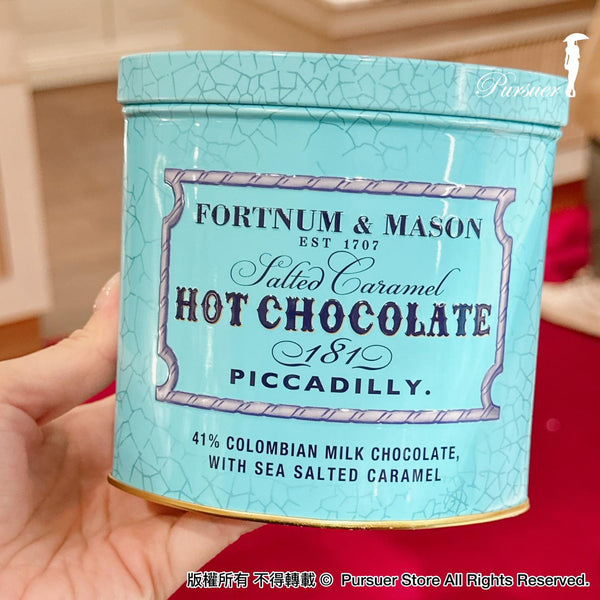 Pursuer
FORTNUM & MASON
EST 1707
Salted Caramel
HOT CHOCOLATE
181
PICCADILLY.
41% COLOMBIAN MILK CHOCOLATE,
WITH SEA SALTED CARAMEL
版權所有 不得轉載 © Pursuer Store All Rights Reserved.